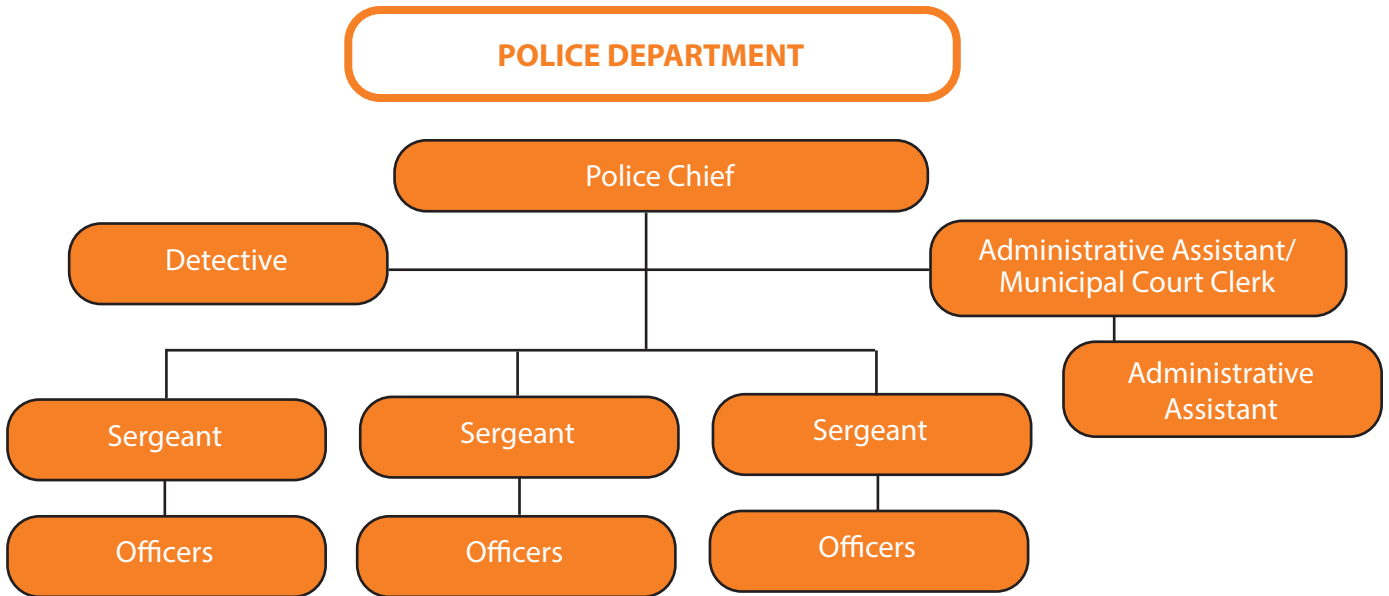 POLICE DEPARTMENT
Police Chief
Detective
Administrative Assistant/
Municipal Court Clerk
Administrative
Assistant
Sergeant
Sergeant
Sergeant
Officers
Officers
Officers